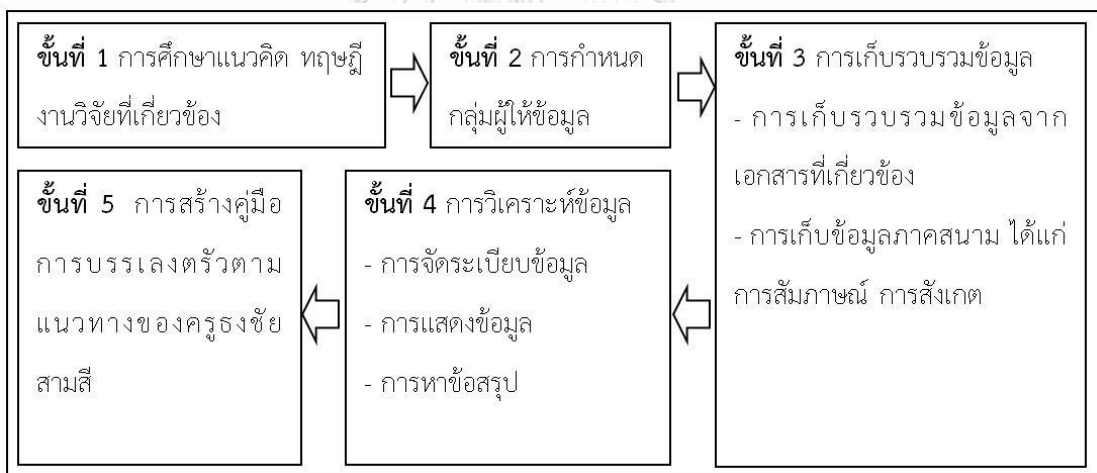 ขั้นที่ 1 การศึกษาแนวคิด ทฤษฎี
งานวิจัยที่เกี่ยวข้อง
ขั้นที่ 2 การกำหนด
กลุ่มผู้ให้ข้อมูล
ขั้นที่ 3 การเก็บรวบรวมข้อมูล
- การเก็บรวบรวมข้อมูลจาก
เอกสารที่เกี่ยวข้อง
- การเก็บข้อมูลภาคสนาม ได้แก่
การสัมภาษณ์ การสังเกต
ขั้นที่ 4 การวิเคราะห์ข้อมูล
- การจัดระเบียบข้อมูล
- การแสดงข้อมูล
- การหาข้อสรุป
ขั้นที่ 5 การสร้างคู่มือ
การบรรเลงตรัวตาม
แนวทางของครูธงชัย
สามสี